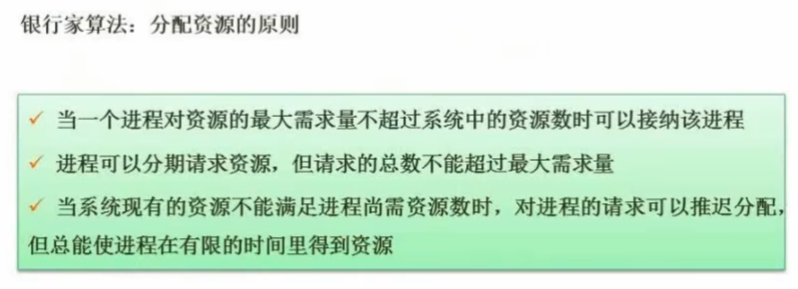 银行家算法：分配资源的原则
✓ 当一个进程对资源的最大需求量不超过系统中的资源数时可以接纳该进程
✓ 进程可以分期请求资源，但请求的总数不能超过最大需求量
✓ 当系统现有的资源不能满足进程尚需资源数时，对进程的请求可以推迟分配，
但总能使进程在有限的时间里得到资源